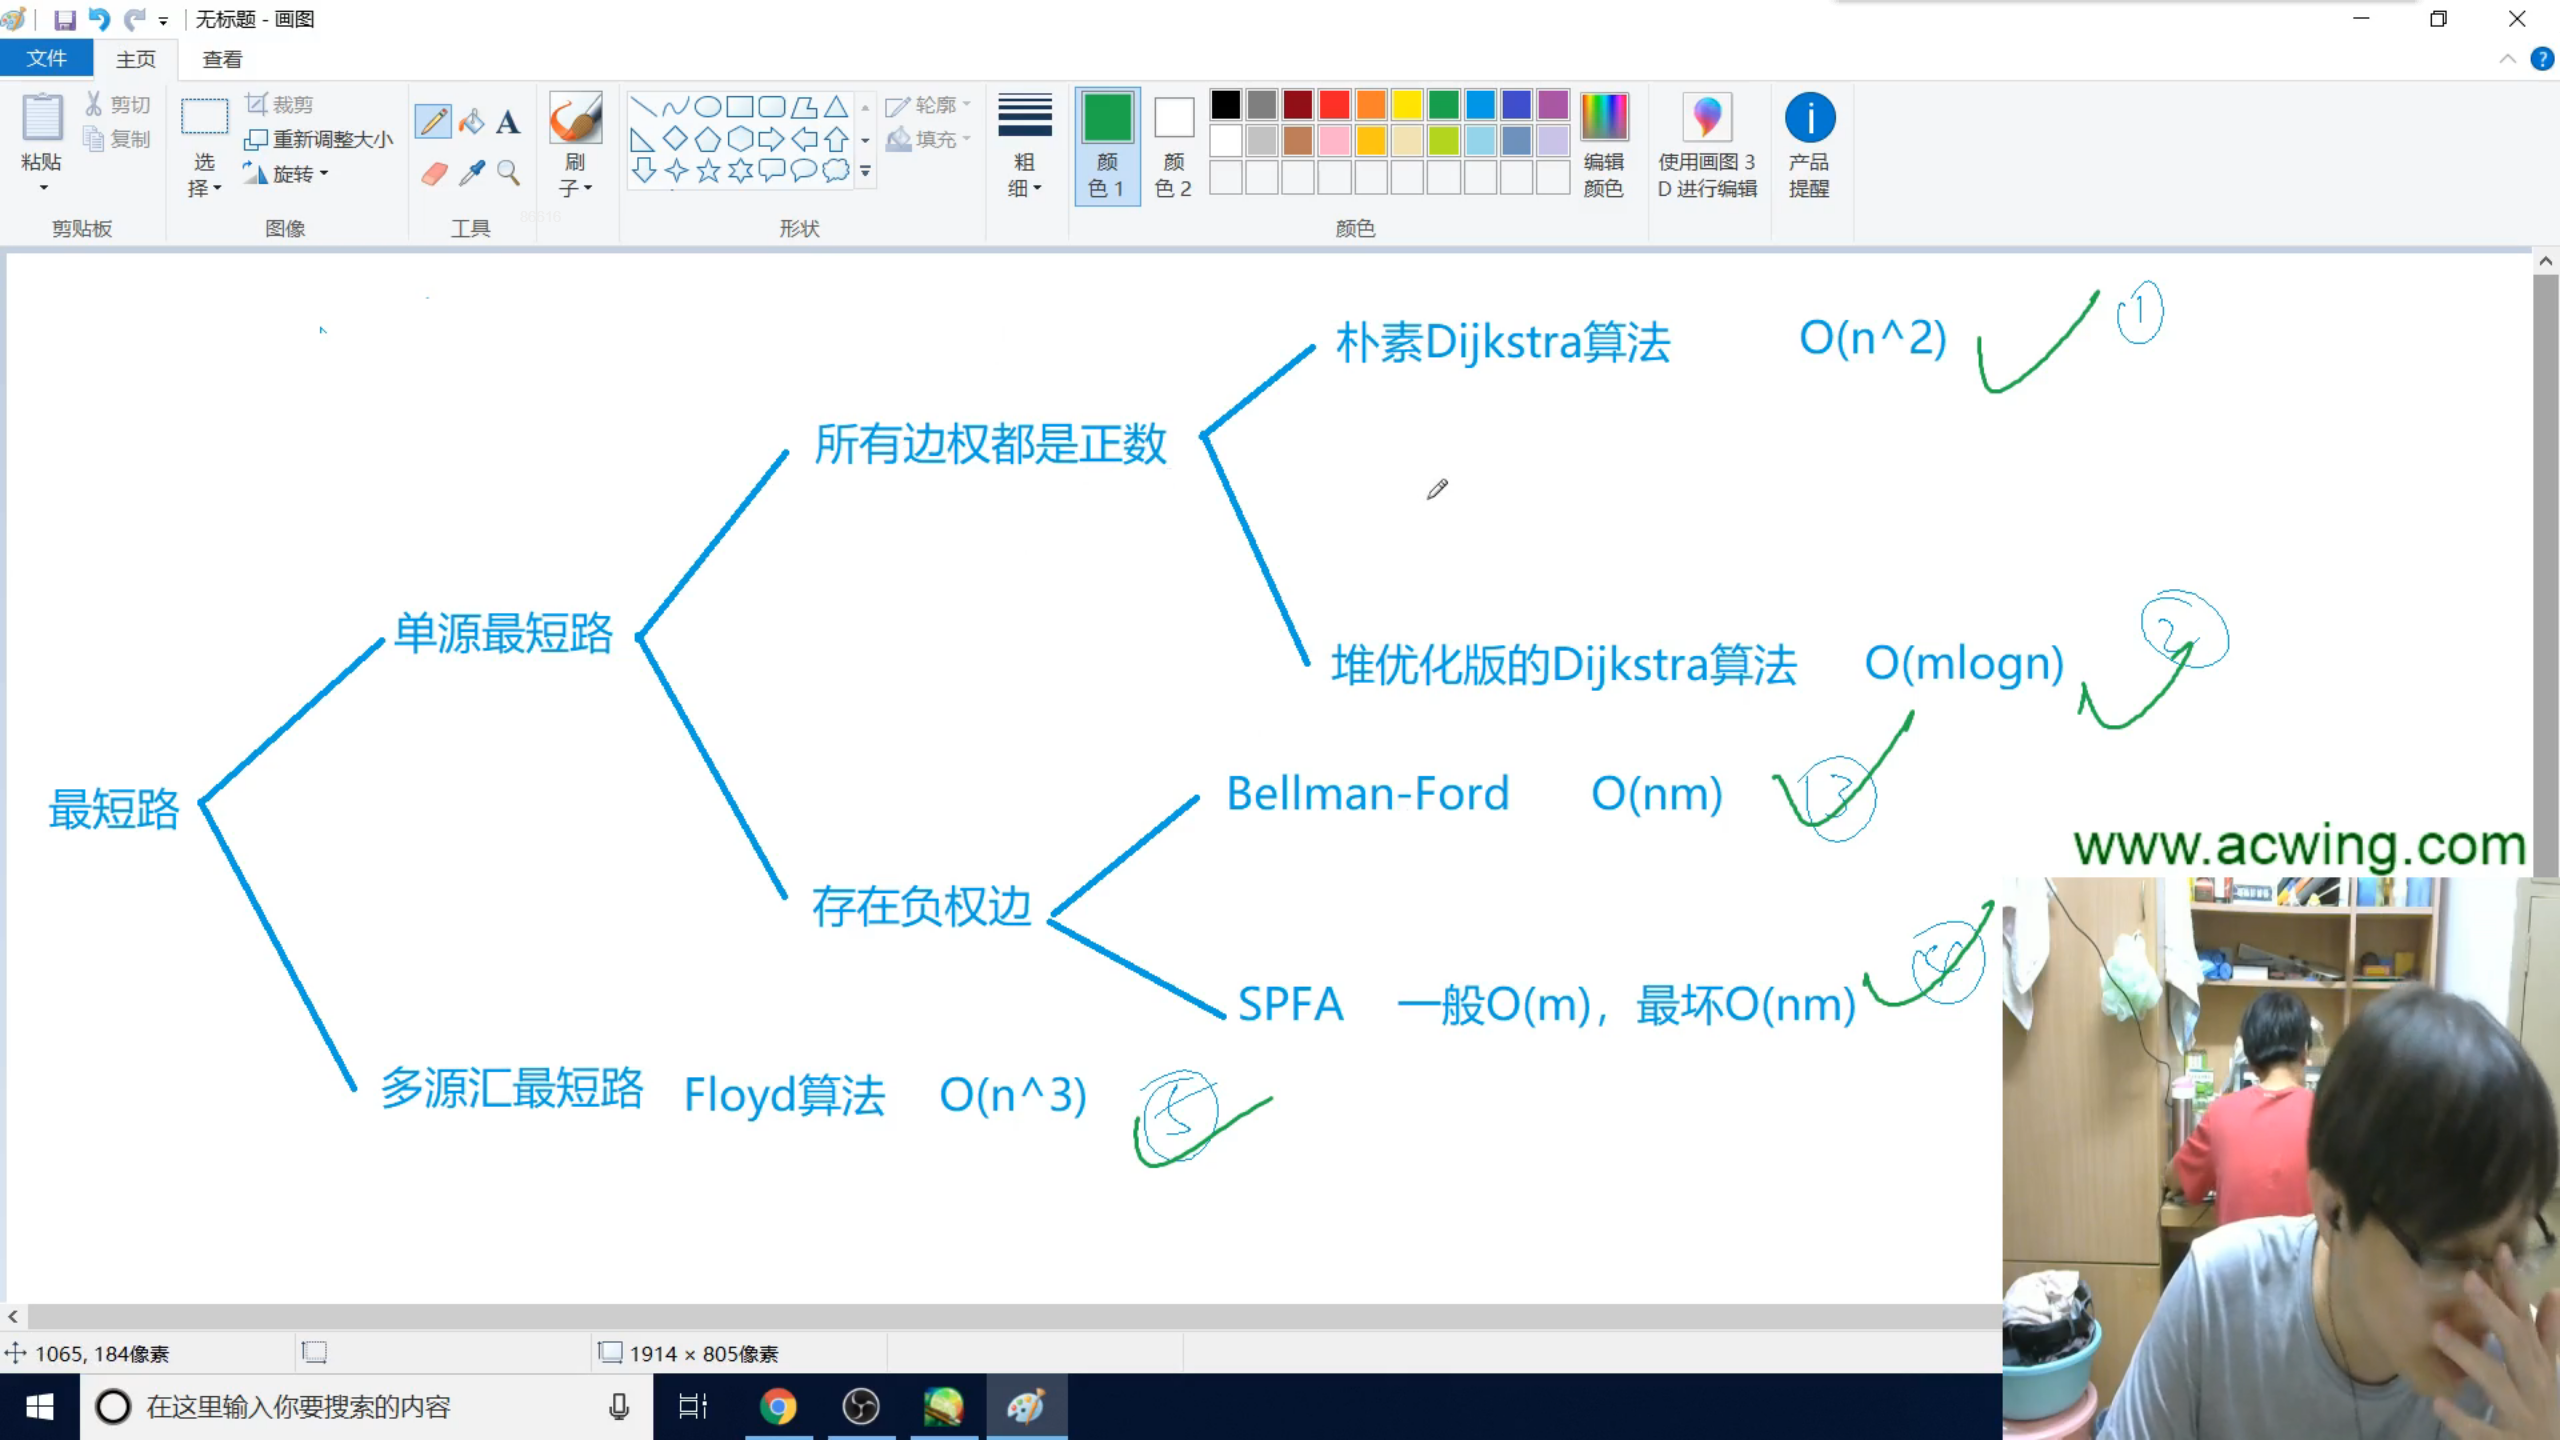 无标题 - 画图
文件 主页 查看
粘贴 剪切 复制 剪贴板
选择 裁剪 重新调整大小 旋转 图像
A
工具
刷子
轮廓 填充 形状
粗细
颜色 1 颜色 2 编辑颜色 颜色
使用画图 3D 进行编辑
产品提醒
朴素Dijkstra算法 O(n^2) 1
所有边权都是正数
单源最短路
堆优化版的Dijkstra算法 O(mlogn) 2
最短路
Bellman-Ford O(nm) 3
www.acwing.com
存在负权边
SPFA 一般O(m)，最坏O(nm) 4
多源汇最短路 Floyd算法 O(n^3) 5
1065, 184像素 1914 × 805像素
在这里输入你要搜索的内容